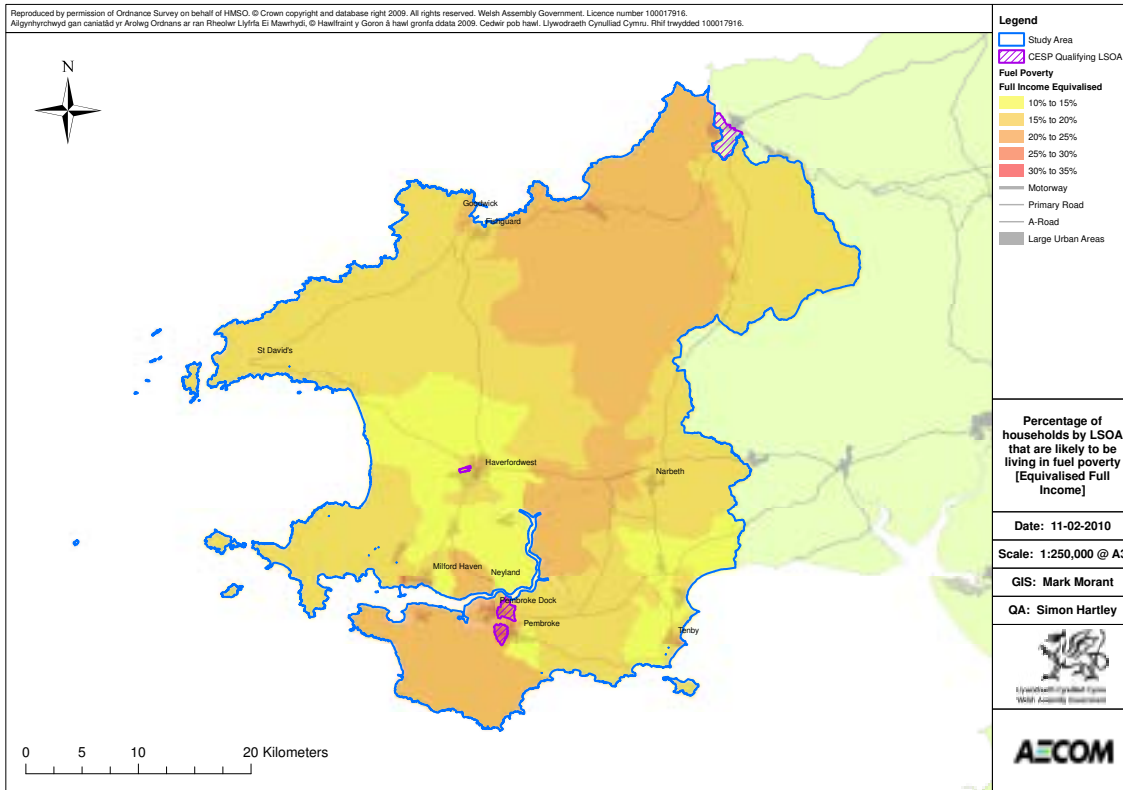 Reproduced by permission of Ordnance Survey on behalf of HMSO. © Crown copyright and database right 2009. All rights reserved. Welsh Assembly Government. Licence number 100017916.
Ailgynhyrchwyd gan caniatâd yr Arolwg Ordnans ar ran Rheolwr Llyfrfa Ei Mawrhydi, © Hawlfraint y Goron â hawl gronfa ddata 2009. Cedwir pob hawl. Llywodraeth Cynulliad Cymru. Rhif trwydded 100017916.
N
Goodwick
Fishguard
St David's
Haverfordwest
Narbeth
Milford Haven
Neyland
Pembroke Dock
Pembroke
Tenby
0 5 10 20 Kilometers
Legend
Study Area
CESP Qualifying LSOA
Fuel Poverty
Full Income Equivalised
10% to 15%
15% to 20%
20% to 25%
25% to 30%
30% to 35%
Motorway
Primary Road
A-Road
Large Urban Areas
Percentage of
households by LSOA
that are likely to be
living in fuel poverty
[Equivalised Full
Income]
Date: 11-02-2010
Scale: 1:250,000 @ A3
GIS: Mark Morant
QA: Simon Hartley
Llywodraeth Cynulliad Cymru
Welsh Assembly Government
AECOM